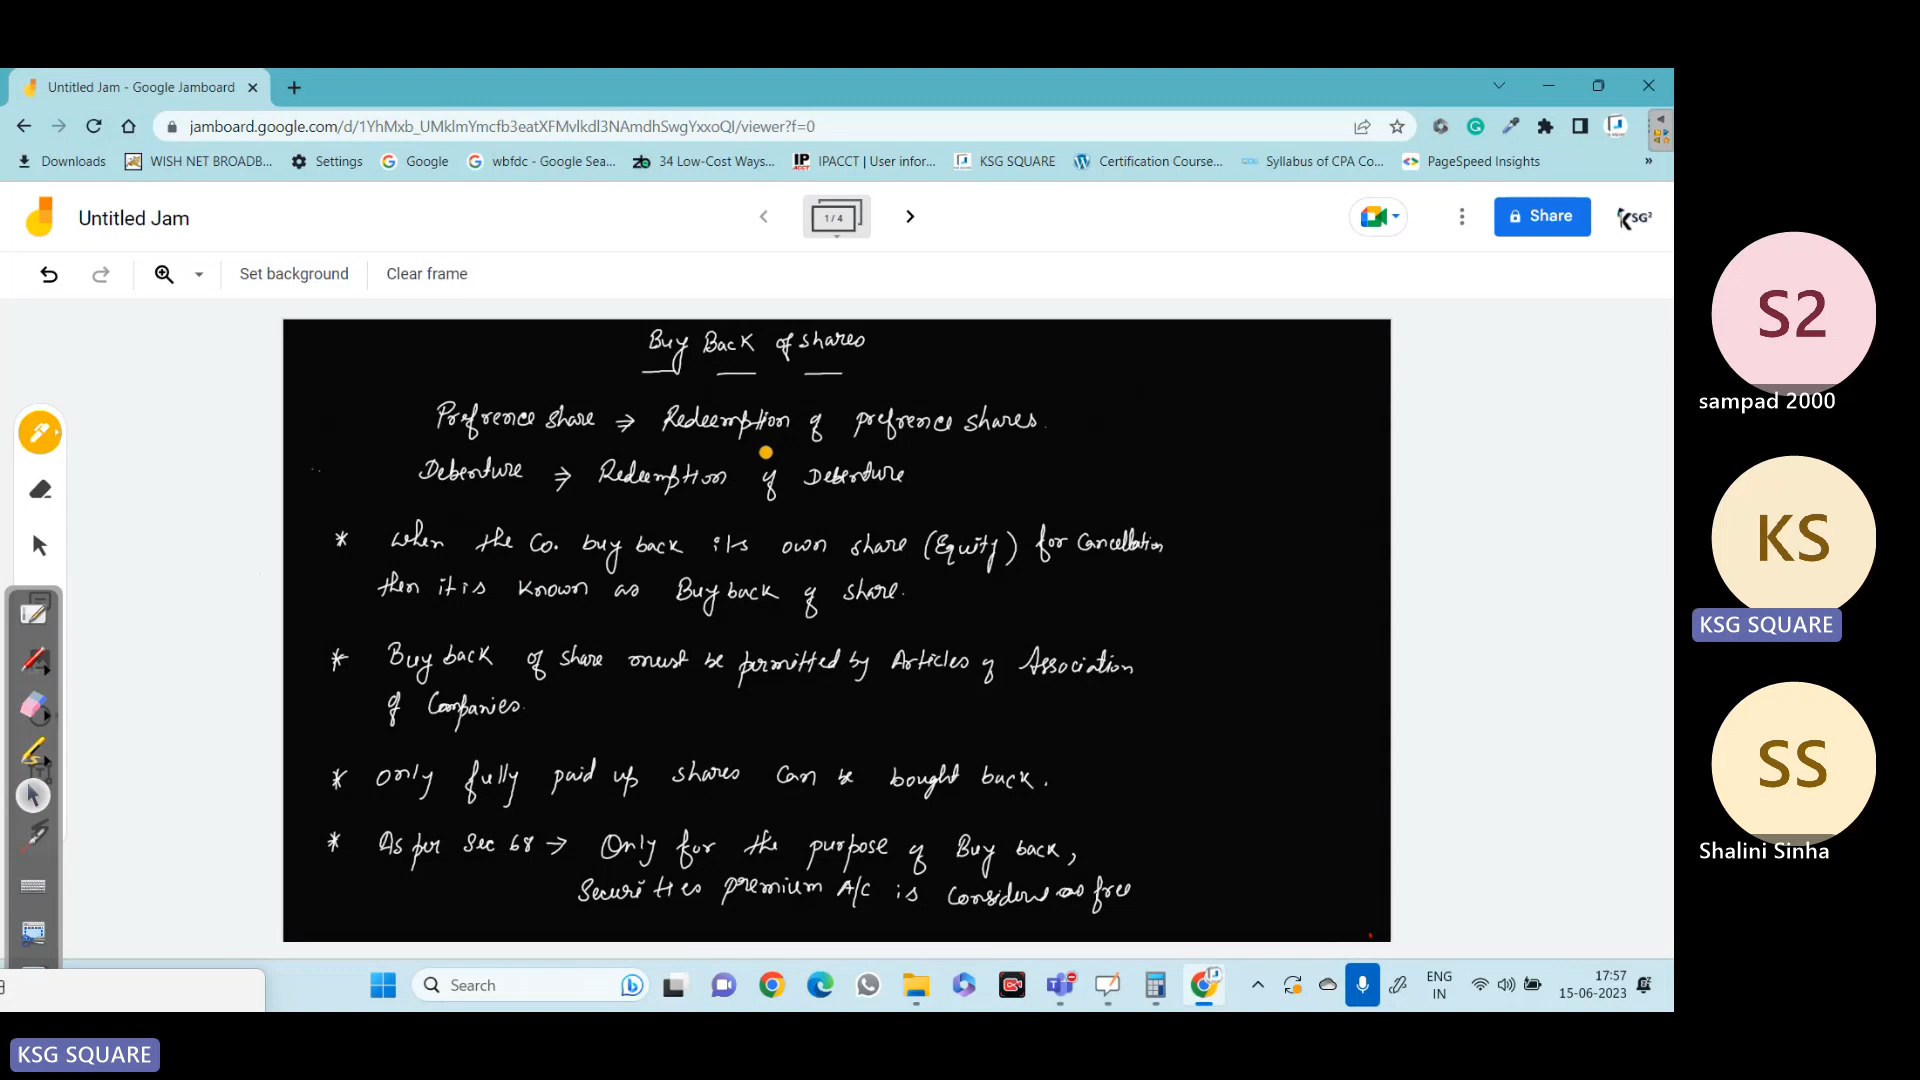 Untitled Jam - Google Jamboard
jamboard.google.com/d/1YhMxb_UMklmYmcfb3eatXFMvlkdl3NAmdhSwgYxxoQI/viewer?f=0
Downloads WISH NET BROADB... Settings Google wbfdc - Google Sea... 34 Low-Cost Ways... IPACCT | User infor... KSG SQUARE Certification Course... Syllabus of CPA Co... PageSpeed Insights »
Untitled Jam
1 / 4
Share
KSG²
Set background Clear frame
Buy Back of shares
Prefrence share ⇒ Redeemption of prefrence shares.
Debenture ⇒ Redeemption of Debenture
* when the Co. buy back its own share (Equity) for Cancellation
then it is known as Buy back of share.
* Buy back of share must be permitted by Articles of Association
of Companies.
* Only fully paid up shares can be bought back.
* As per Sec 68 → Only for the purpose of Buy back,
Securities premium A/C is Considered as free
S2
sampad 2000
KS
KSG SQUARE
SS
Shalini Sinha
Search
ENG
IN
17:57
15-06-2023
KSG SQUARE